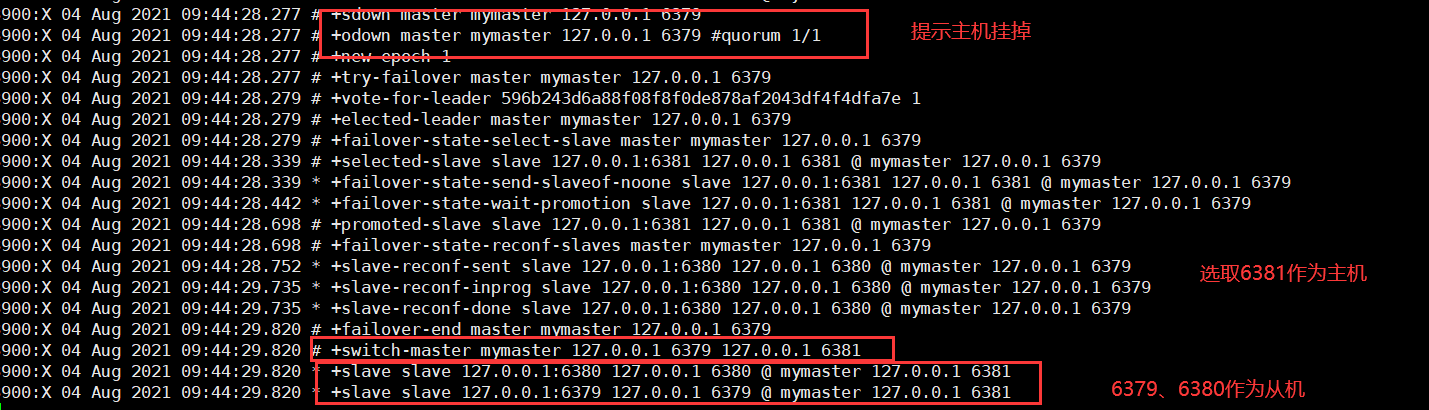 900:X 04 Aug 2021 09:44:28.277 # +sdown master mymaster 127.0.0.1 6379
900:X 04 Aug 2021 09:44:28.277 # +odown master mymaster 127.0.0.1 6379 #quorum 1/1
提示主机挂掉
900:X 04 Aug 2021 09:44:28.277 # +new-epoch 1
900:X 04 Aug 2021 09:44:28.277 # +try-failover master mymaster 127.0.0.1 6379
900:X 04 Aug 2021 09:44:28.279 # +vote-for-leader 596b243d6a88f08f8f0de878af2043df4f4dfa7e 1
900:X 04 Aug 2021 09:44:28.279 # +elected-leader master mymaster 127.0.0.1 6379
900:X 04 Aug 2021 09:44:28.279 # +failover-state-select-slave master mymaster 127.0.0.1 6379
900:X 04 Aug 2021 09:44:28.339 # +selected-slave slave 127.0.0.1:6381 127.0.0.1 6381 @ mymaster 127.0.0.1 6379
900:X 04 Aug 2021 09:44:28.339 * +failover-state-send-slaveof-noone slave 127.0.0.1:6381 127.0.0.1 6381 @ mymaster 127.0.0.1 6379
900:X 04 Aug 2021 09:44:28.442 * +failover-state-wait-promotion slave 127.0.0.1:6381 127.0.0.1 6381 @ mymaster 127.0.0.1 6379
900:X 04 Aug 2021 09:44:28.698 # +promoted-slave slave 127.0.0.1:6381 127.0.0.1 6381 @ mymaster 127.0.0.1 6379
900:X 04 Aug 2021 09:44:28.698 # +failover-state-reconf-slaves master mymaster 127.0.0.1 6379
900:X 04 Aug 2021 09:44:28.752 * +slave-reconf-sent slave 127.0.0.1:6380 127.0.0.1 6380 @ mymaster 127.0.0.1 6379
选取6381作为主机
900:X 04 Aug 2021 09:44:29.735 * +slave-reconf-inprog slave 127.0.0.1:6380 127.0.0.1 6380 @ mymaster 127.0.0.1 6379
900:X 04 Aug 2021 09:44:29.735 * +slave-reconf-done slave 127.0.0.1:6380 127.0.0.1 6380 @ mymaster 127.0.0.1 6379
900:X 04 Aug 2021 09:44:29.820 # +failover-end master mymaster 127.0.0.1 6379
900:X 04 Aug 2021 09:44:29.820 # +switch-master mymaster 127.0.0.1 6379 127.0.0.1 6381
900:X 04 Aug 2021 09:44:29.820 * +slave slave 127.0.0.1:6380 127.0.0.1 6380 @ mymaster 127.0.0.1 6381
900:X 04 Aug 2021 09:44:29.820 * +slave slave 127.0.0.1:6379 127.0.0.1 6379 @ mymaster 127.0.0.1 6381
6379、6380作为从机